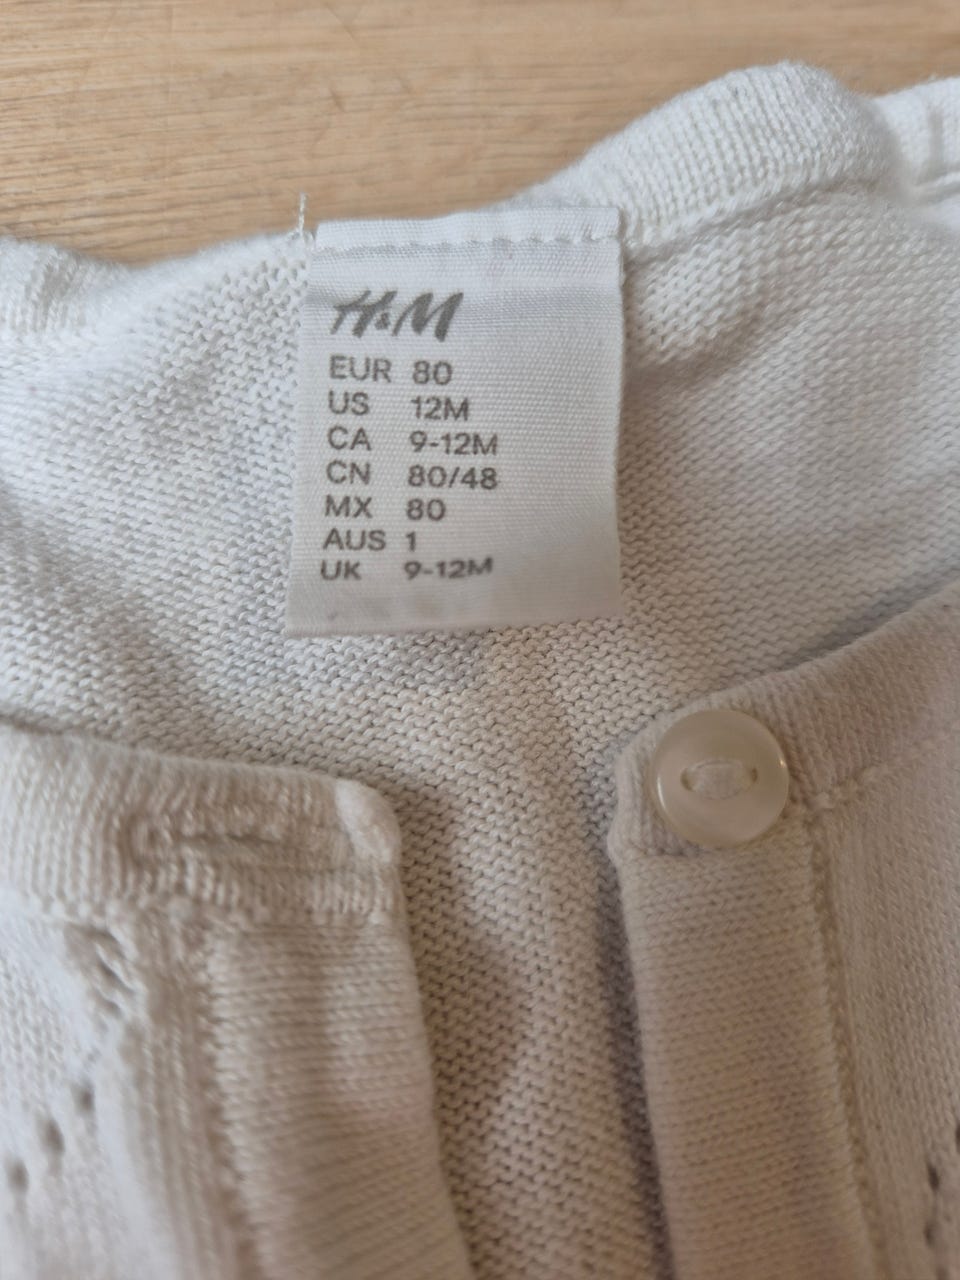 H&M
EUR 80
US 12M
CA 9-12M
CN 80/48
MX 80
AUS 1
UK 9-12M